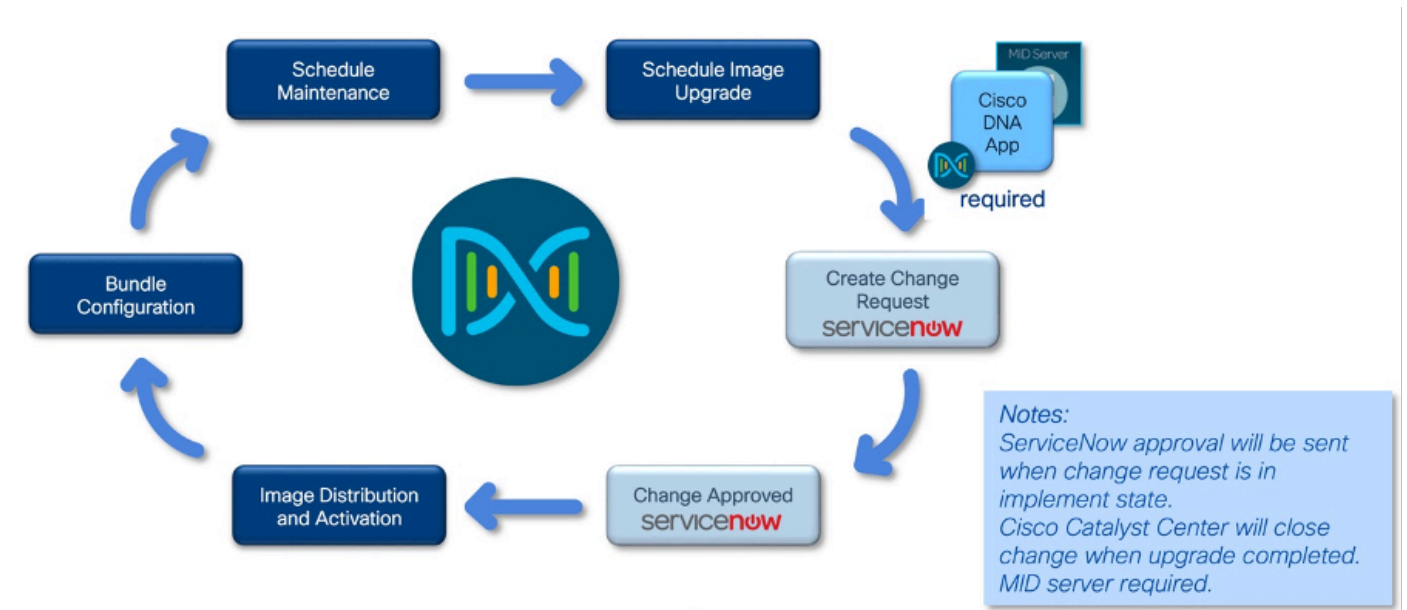 Schedule
Maintenance
Schedule Image
Upgrade
MID Server
Cisco
DNA
App
required
Create Change
Request
servicenow
Bundle
Configuration
Image Distribution
and Activation
Change Approved
servicenow
Notes:
ServiceNow approval will be sent
when change request is in
implement state.
Cisco Catalyst Center will close
change when upgrade completed.
MID server required.